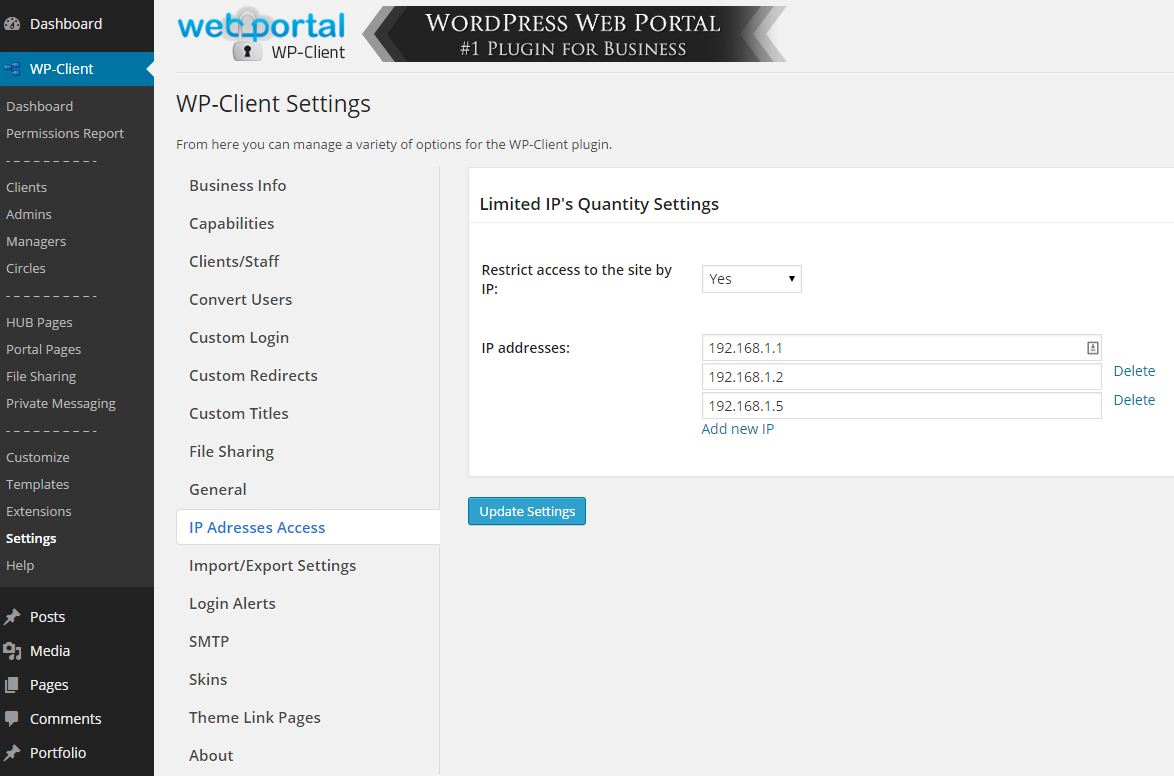 Dashboard
WP-Client
Dashboard
Permissions Report
- - - - - - - - - -
Clients
Admins
Managers
Circles
- - - - - - - - - -
HUB Pages
Portal Pages
File Sharing
Private Messaging
- - - - - - - - - -
Customize
Templates
Extensions
Settings
Help
Posts
Media
Pages
Comments
Portfolio
web portal
WP-Client
WORDPRESS WEB PORTAL
#1 PLUGIN FOR BUSINESS
WP-Client Settings
From here you can manage a variety of options for the WP-Client plugin.
Business Info
Capabilities
Clients/Staff
Convert Users
Custom Login
Custom Redirects
Custom Titles
File Sharing
General
IP Adresses Access
Import/Export Settings
Login Alerts
SMTP
Skins
Theme Link Pages
About
Limited IP's Quantity Settings
Restrict access to the site by
IP:
Yes
IP addresses:
192.168.1.1
192.168.1.2 Delete
192.168.1.5 Delete
Add new IP
Update Settings